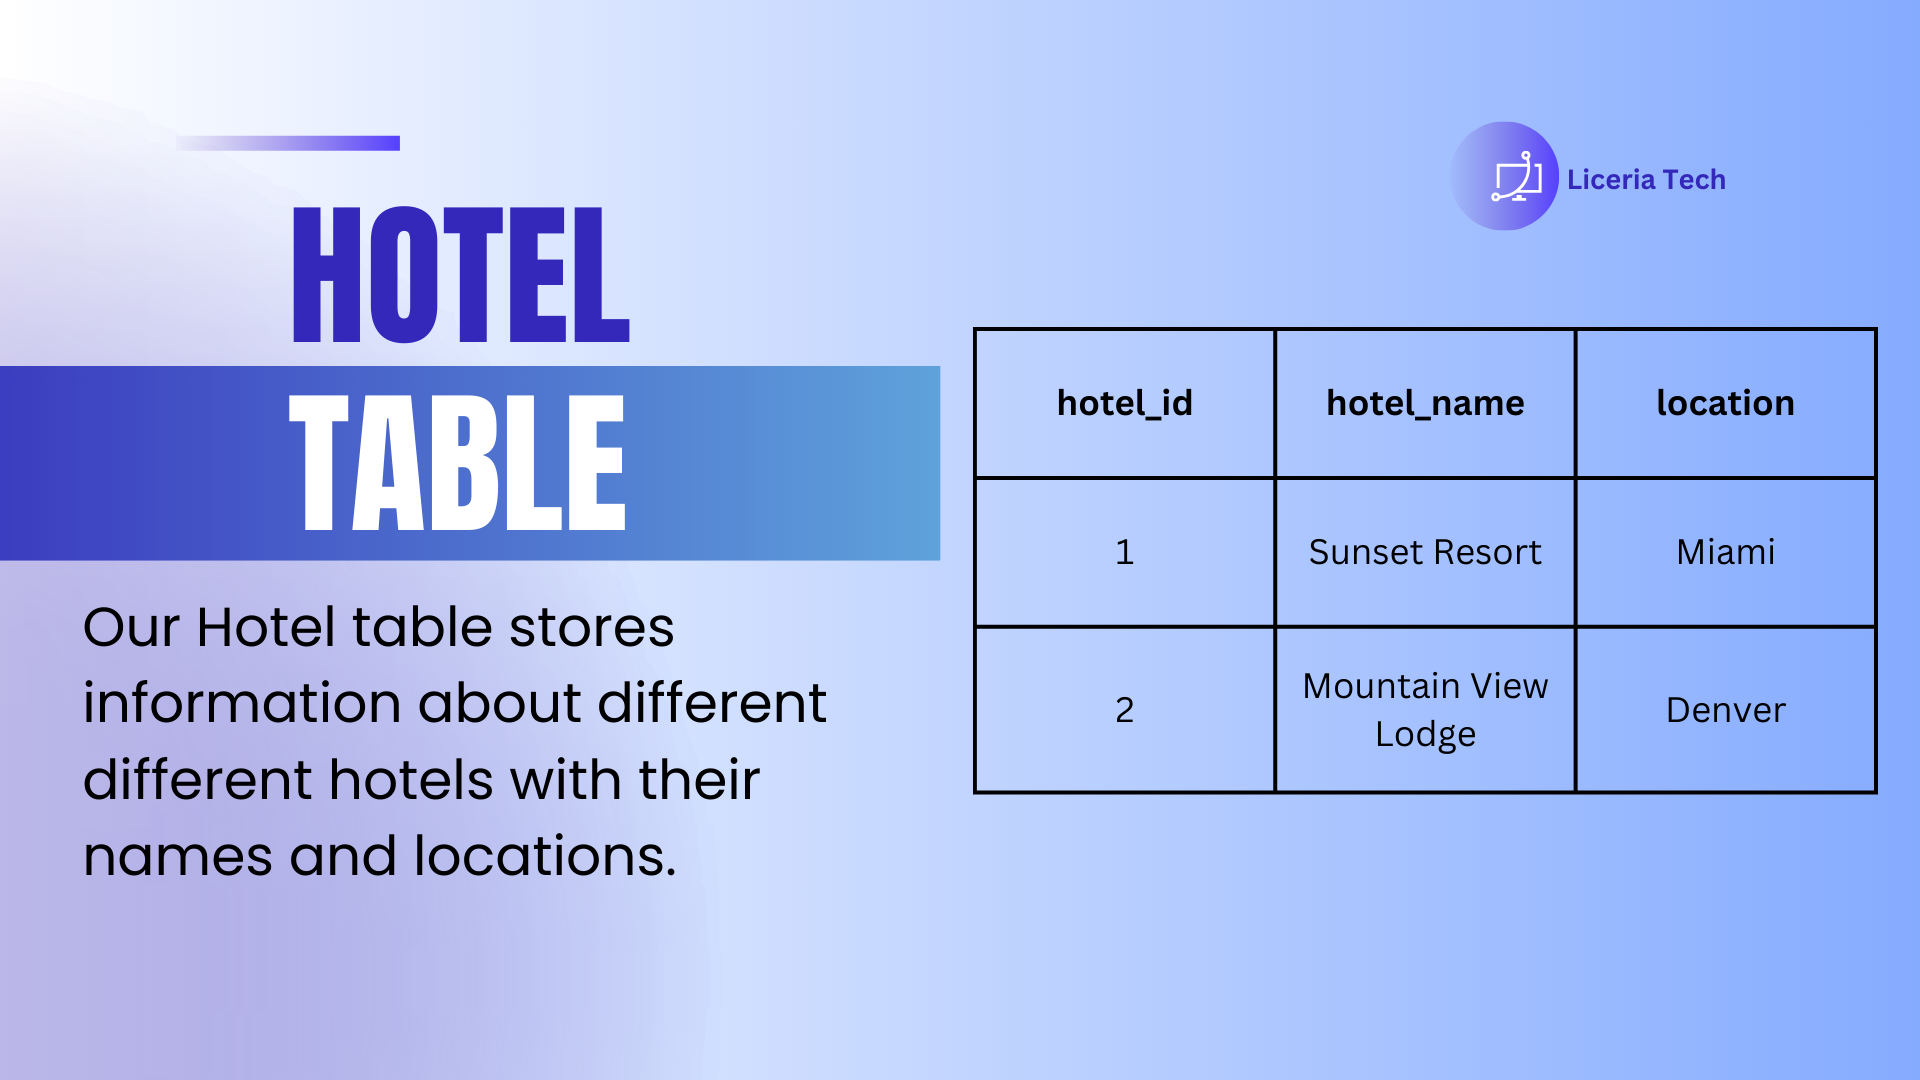 Liceria Tech
HOTEL
TABLE
Our Hotel table stores
information about different
different hotels with their
names and locations.
hotel_id hotel_name location
1 Sunset Resort Miami
2 Mountain View Lodge Denver